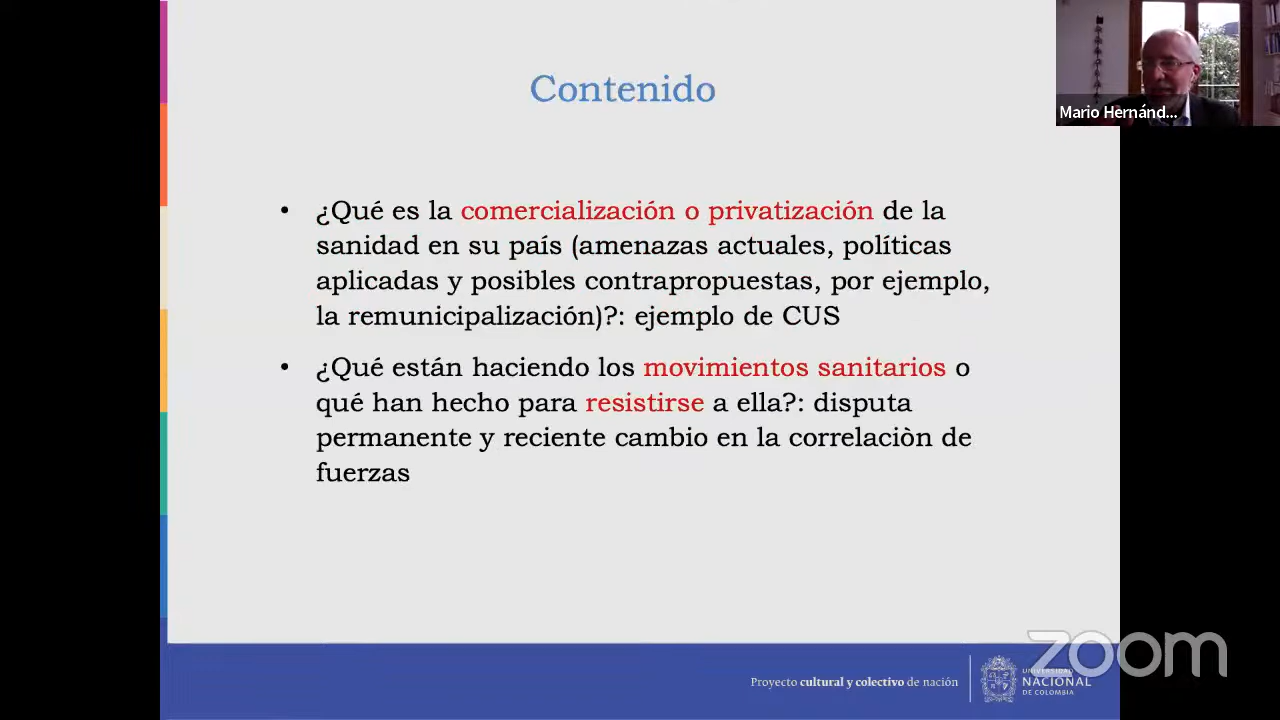 Contenido
Mario Hernánd...
• ¿Qué es la comercialización o privatización de la
sanidad en su país (amenazas actuales, políticas
aplicadas y posibles contrapropuestas, por ejemplo,
la remunicipalización)?: ejemplo de CUS
• ¿Qué están haciendo los movimientos sanitarios o
qué han hecho para resistirse a ella?: disputa
permanente y reciente cambio en la correlaciòn de
fuerzas
zoom
Proyecto cultural y colectivo de nación
UNIVERSIDAD
NACIONAL
DE COLOMBIA